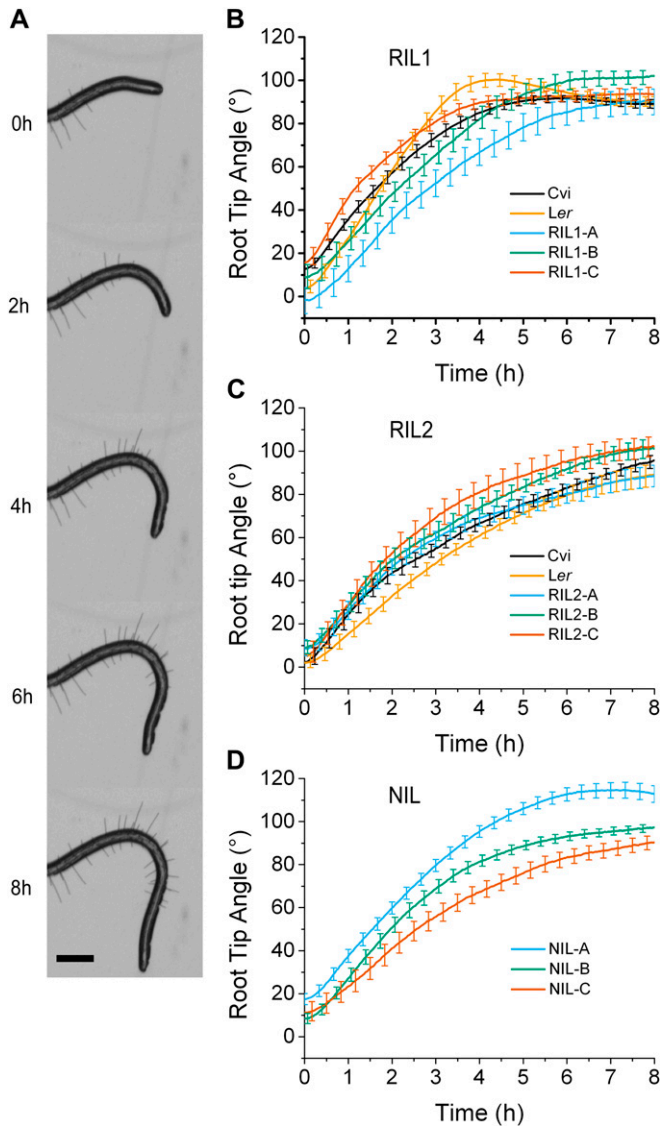 A
0h
2h
4h
6h
8h
B
RIL1
120
100
80
60
40
20
0
Root Tip Angle (°)
Cvi
Ler
RIL1-A
RIL1-B
RIL1-C
0 1 2 3 4 5 6 7 8
Time (h)
C
RIL2
120
100
80
60
40
20
0
Root tip Angle (°)
Cvi
Ler
RIL2-A
RIL2-B
RIL2-C
0 1 2 3 4 5 6 7 8
Time (h)
D
NIL
120
100
80
60
40
20
0
Root Tip Angle (°)
NIL-A
NIL-B
NIL-C
0 1 2 3 4 5 6 7 8
Time (h)